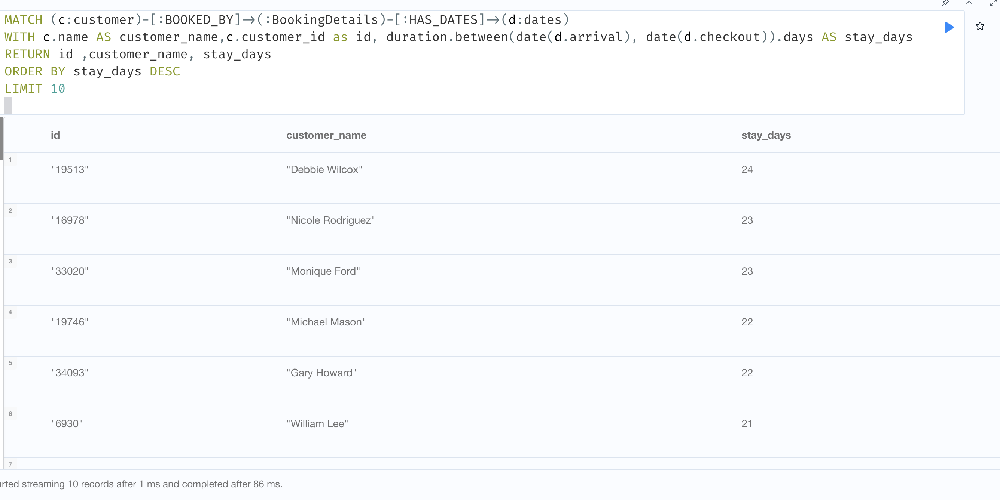 MATCH (c:customer)-[:BOOKED_BY]→(:BookingDetails)-[:HAS_DATES]→(d:dates)
WITH c.name AS customer_name,c.customer_id as id, duration.between(date(d.arrival), date(d.checkout)).days AS stay_days
RETURN id ,customer_name, stay_days
ORDER BY stay_days DESC
LIMIT 10
id customer_name stay_days
1
"19513" "Debbie Wilcox" 24
2
"16978" "Nicole Rodriguez" 23
3
"33020" "Monique Ford" 23
4
"19746" "Michael Mason" 22
5
"34093" "Gary Howard" 22
6
"6930" "William Lee" 21
7
arted streaming 10 records after 1 ms and completed after 86 ms.